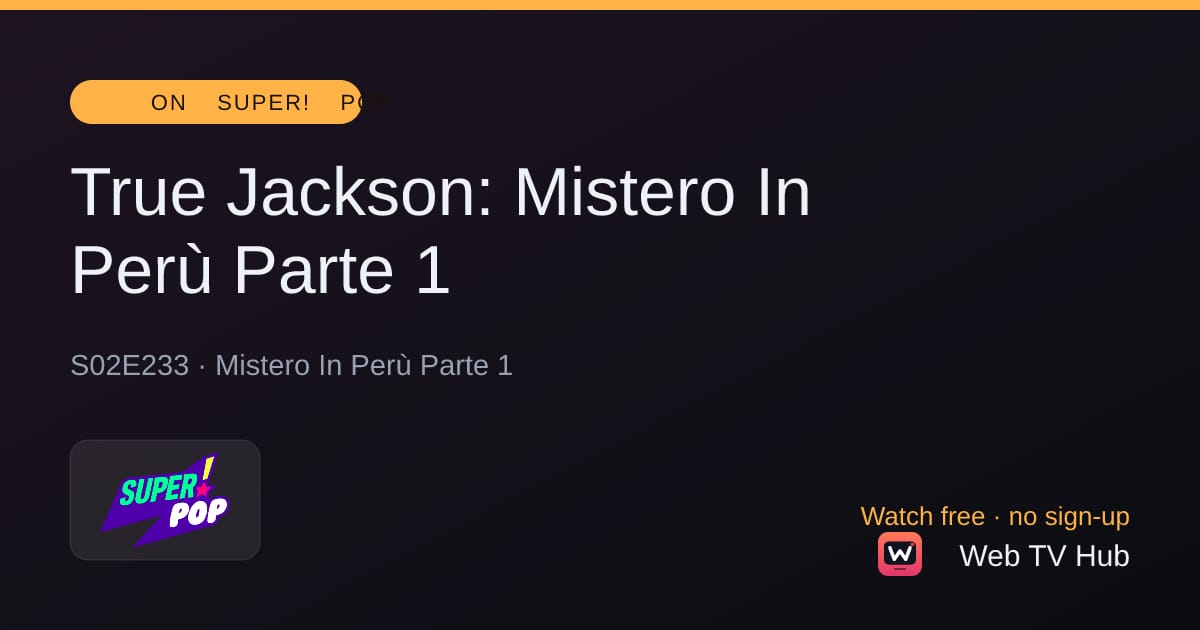 ON SUPER! POP
True Jackson: Mistero In
Perù Parte 1
S02E233 · Mistero In Perù Parte 1
SUPER!
POP
Watch free · no sign-up
W
Web TV Hub